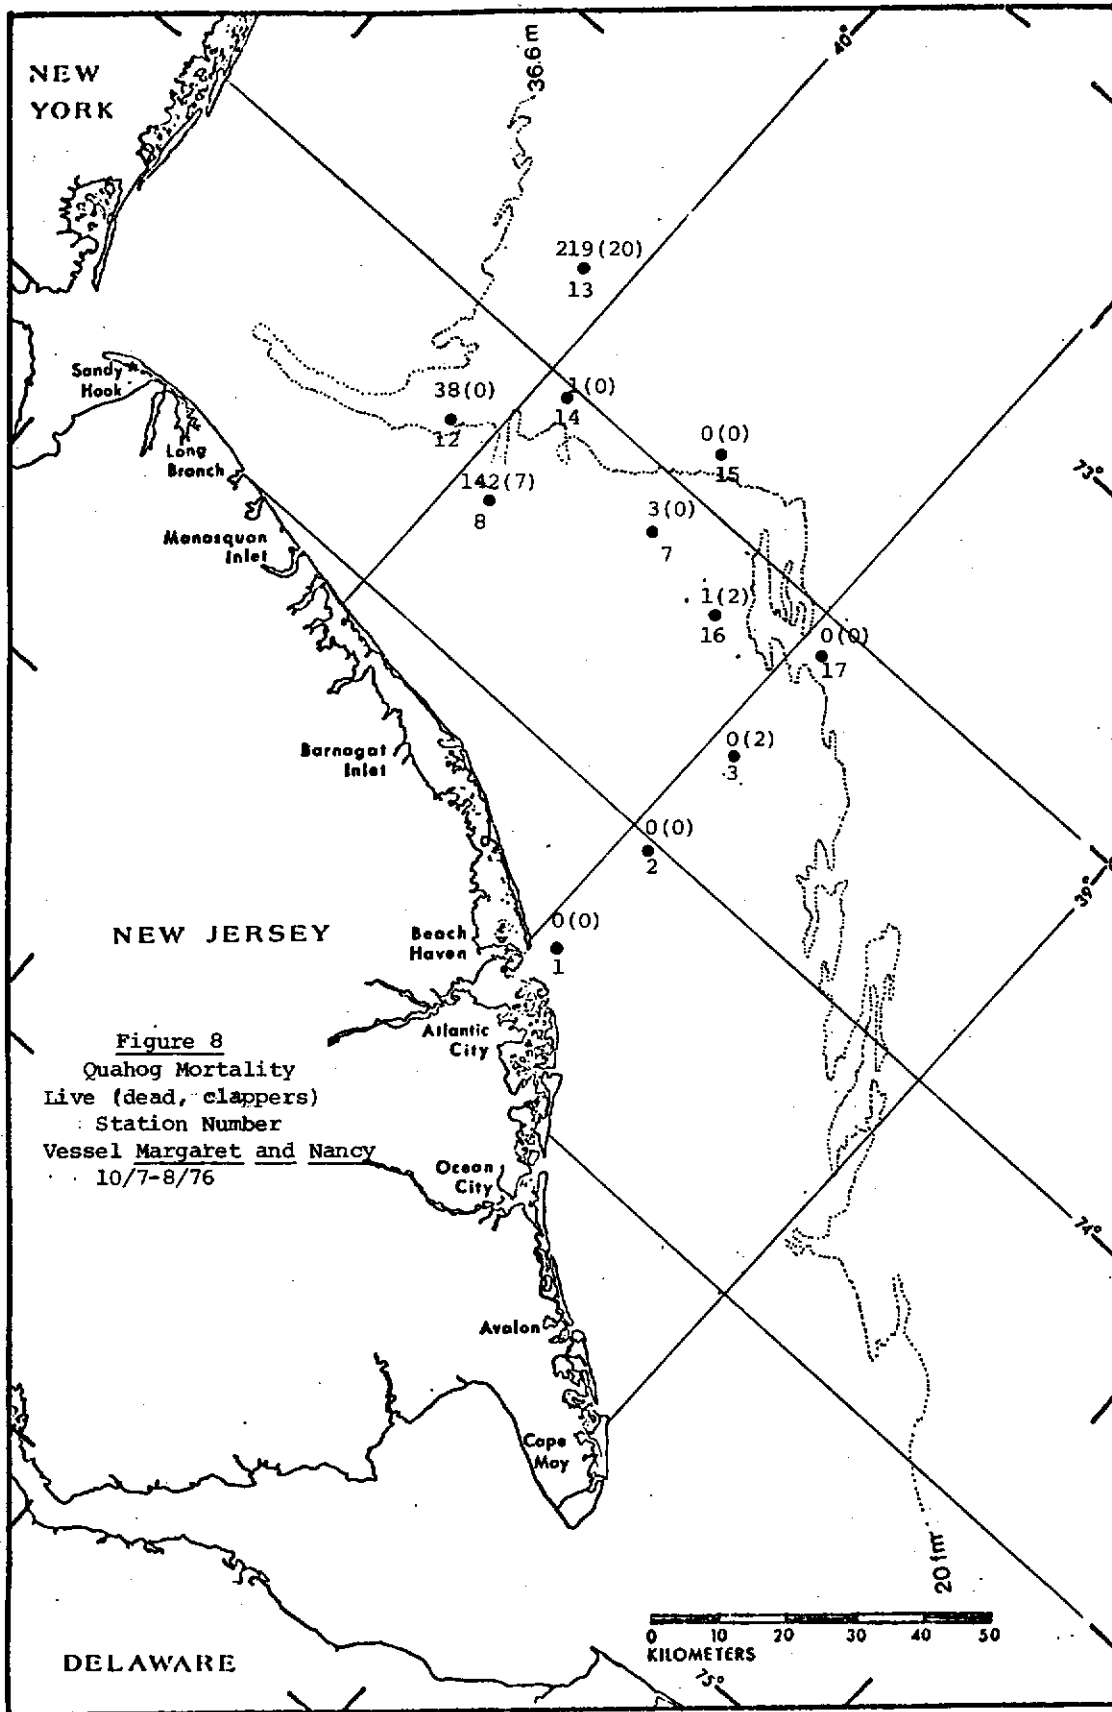 NEW
YORK
36.6 m
40°
219(20)
13
Sandy
Hook
38(0)
12
1(0)
14
0(0)
15
73°
Long
Branch
142(7)
8
3(0)
7
Manasquan
Inlet
1(2)
16
0(0)
17
Barnagat
Inlet
0(2)
3
0(0)
2
39°
NEW JERSEY
Beach
Haven
0(0)
1
Atlantic
City
Figure 8
Quahog Mortality
Live (dead, clappers)
Station Number
Vessel Margaret and Nancy
10/7-8/76
Ocean
City
74°
Avalon
Cape
May
20 fm
0 10 20 30 40 50
KILOMETERS
DELAWARE
75°